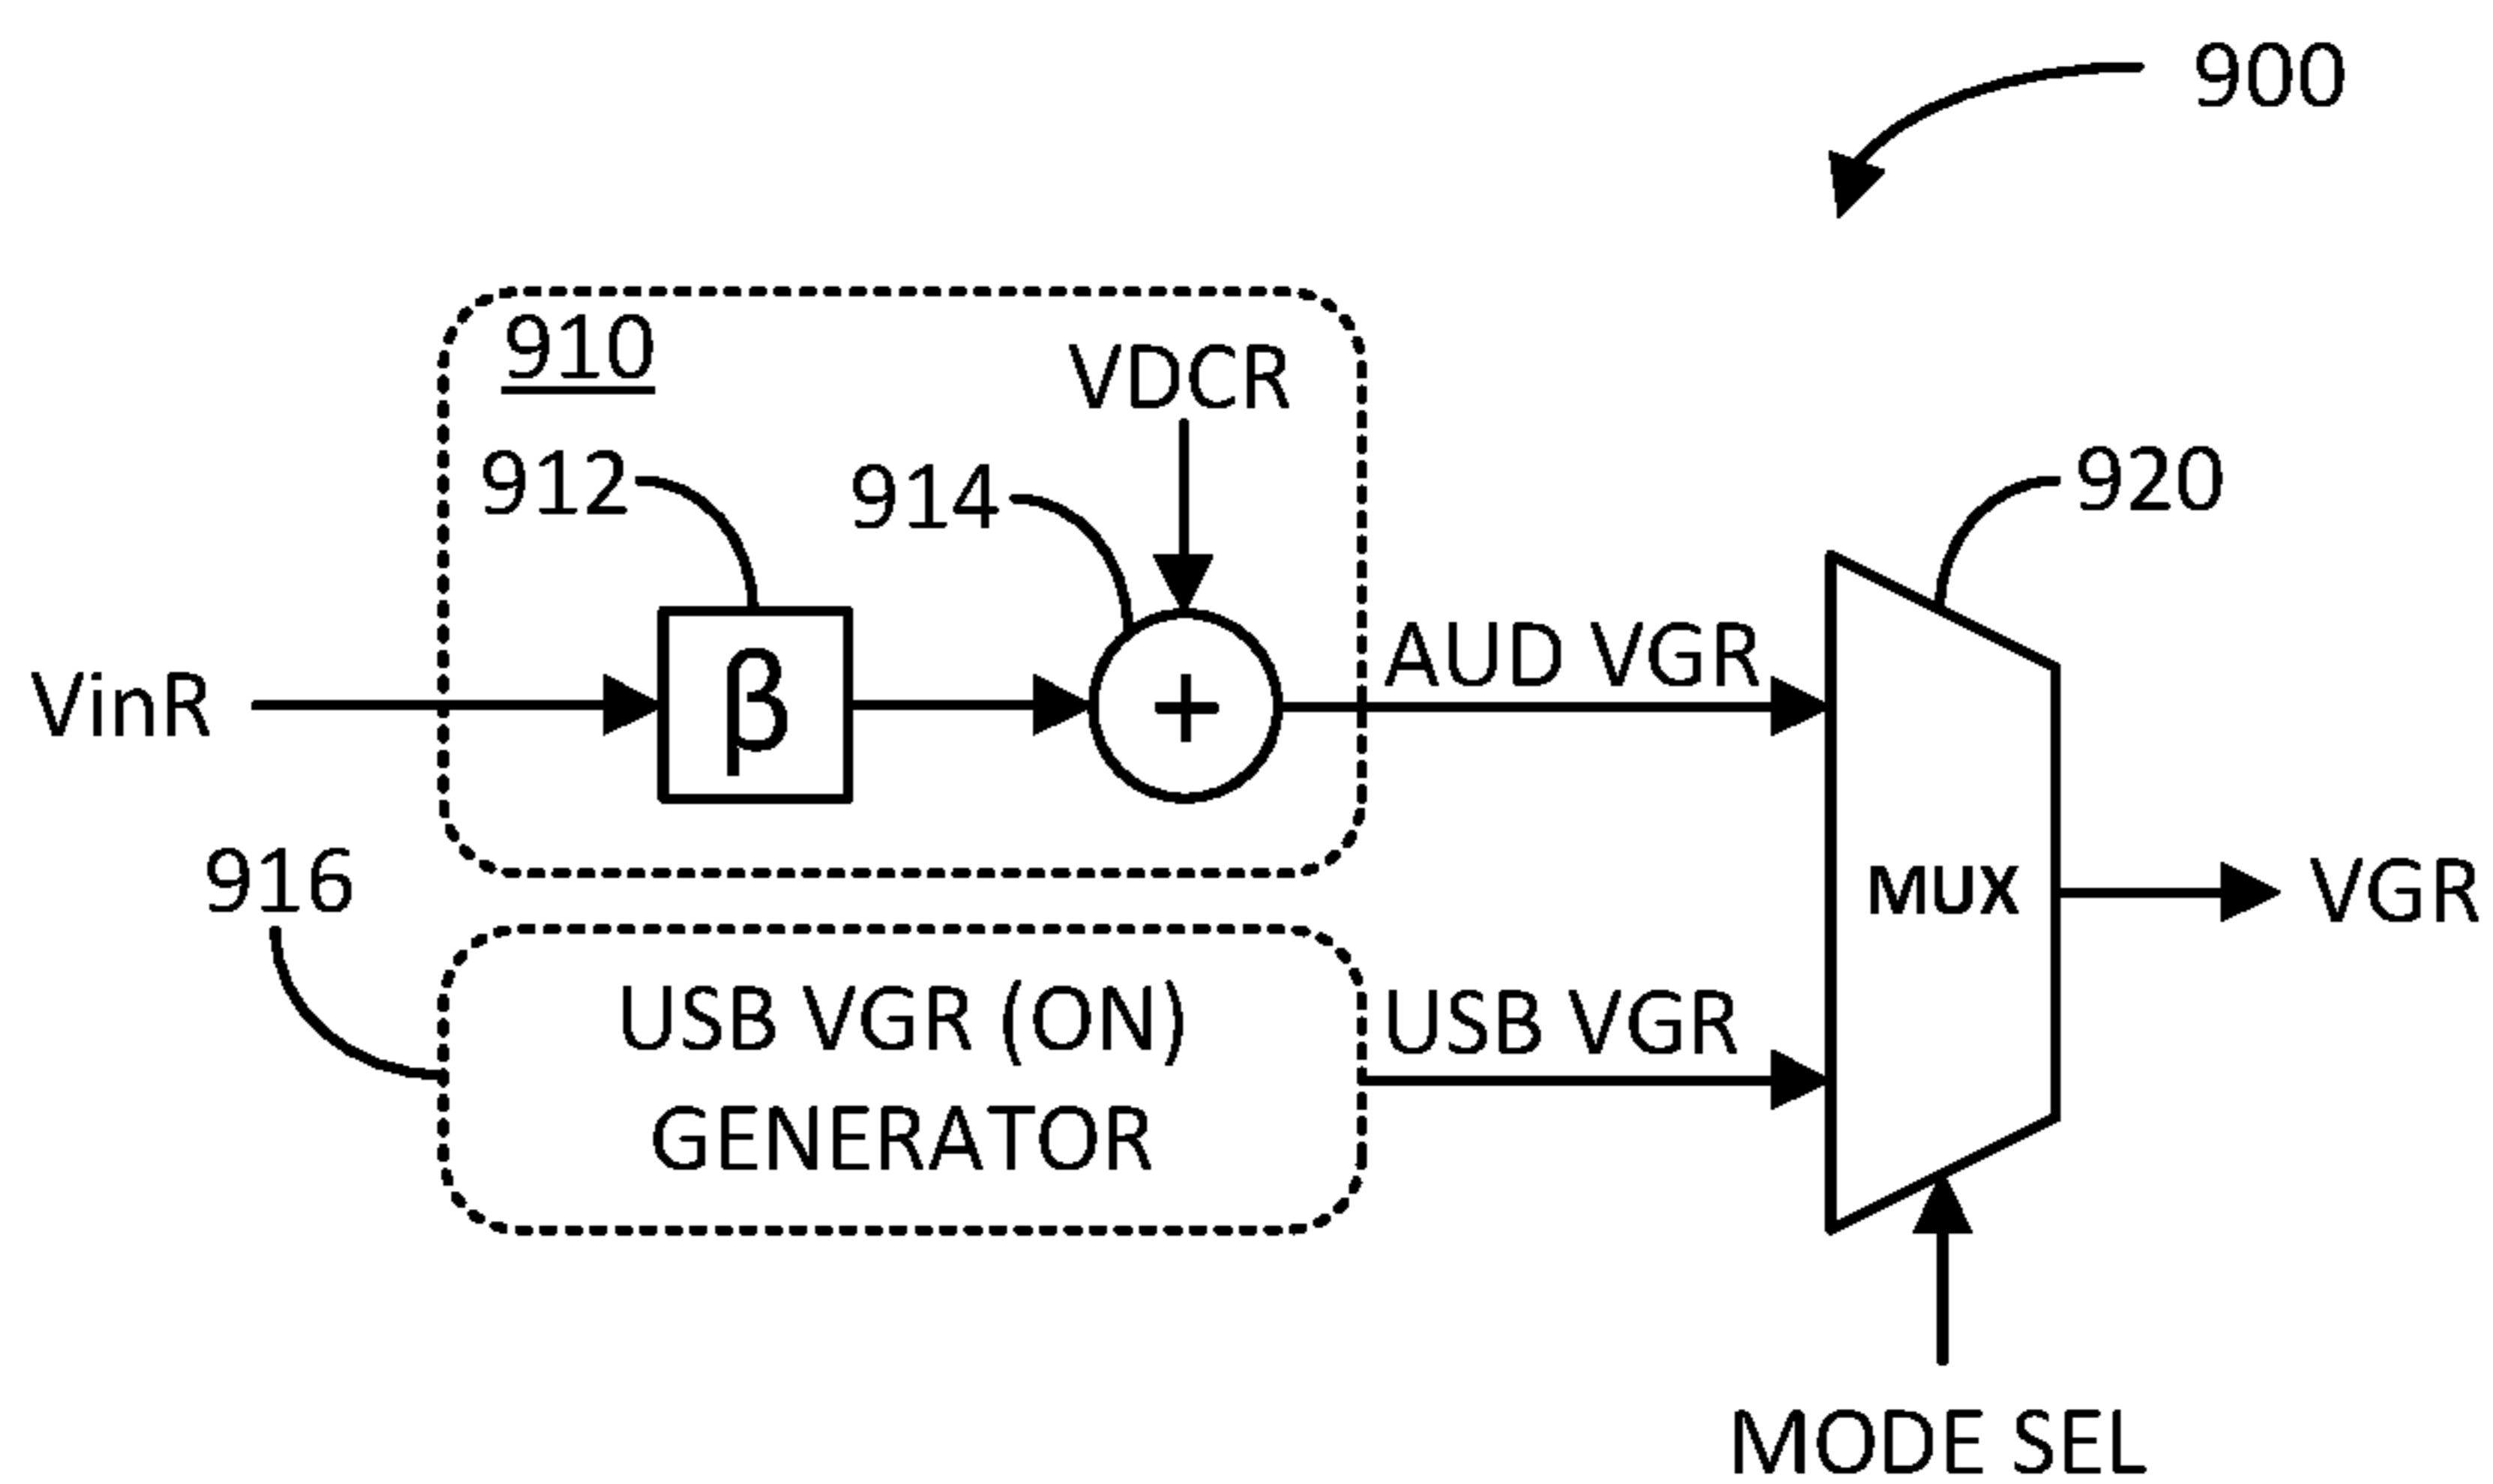 900
910
VDCR
912
914
920
AUD VGR
VinR
β
+
916
MUX
VGR
USB VGR (ON)
GENERATOR
USB VGR
MODE SEL